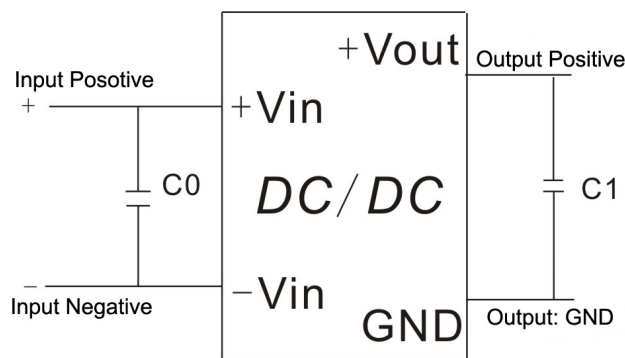 +Vout
Output Positive
Input Posotive
+
+Vin
C0
DC/DC
C1
−
−Vin
Input Negative
GND
Output: GND